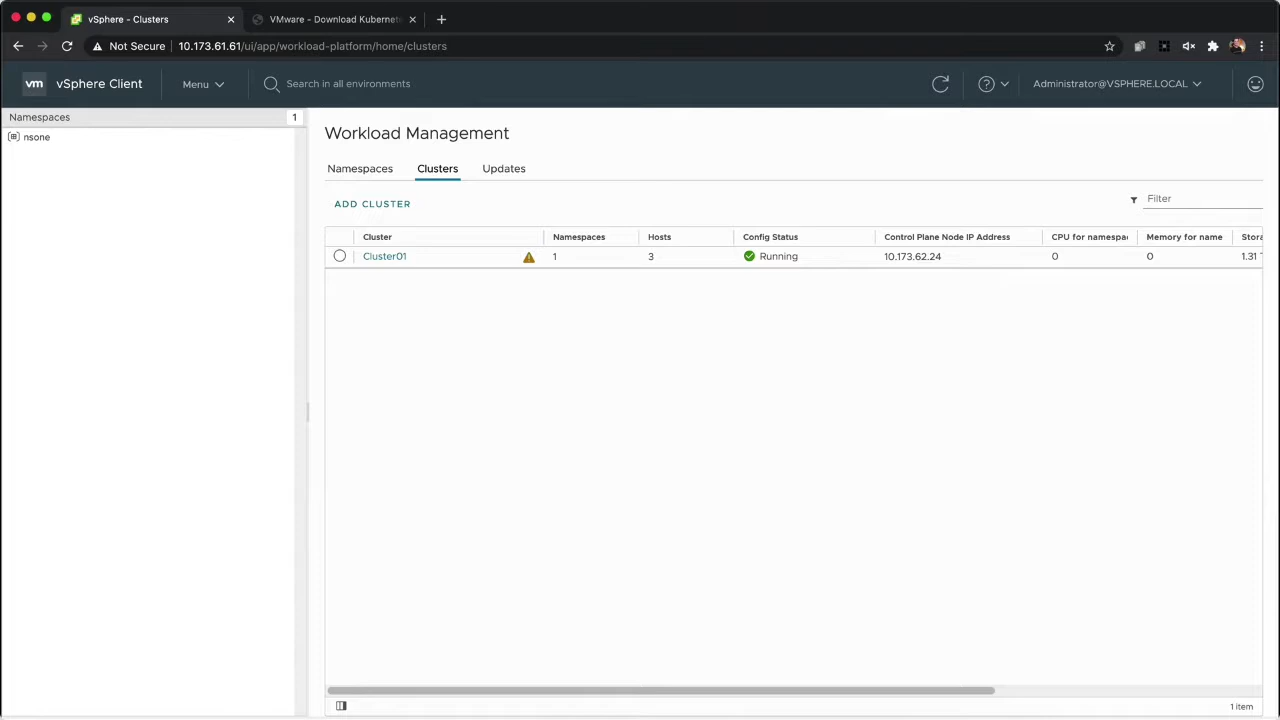 vSphere - Clusters
VMware - Download Kubernet
Not Secure 10.173.61.61/ui/app/workload-platform/home/clusters
vm vSphere Client Menu Search in all environments Administrator@VSPHERE.LOCAL
Namespaces 1
nsone
Workload Management
Namespaces Clusters Updates
ADD CLUSTER
Filter
Cluster Namespaces Hosts Config Status Control Plane Node IP Address CPU for namespac Memory for name Stora
Cluster01 1 3 Running 10.173.62.24 0 0 1.31 T
1 item